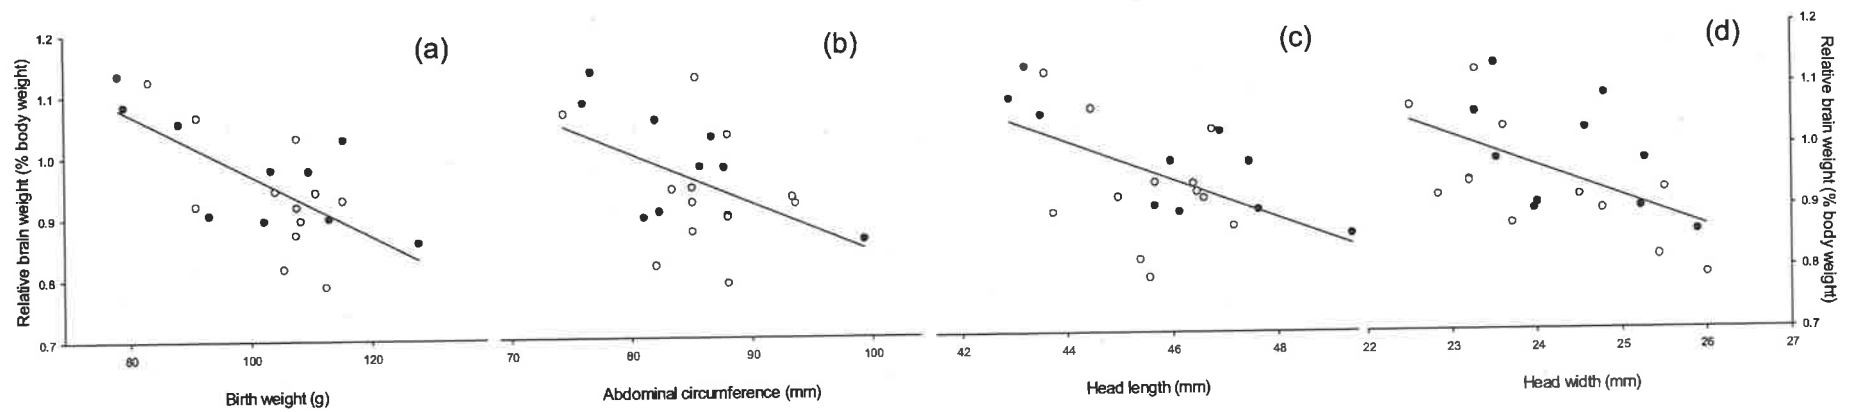 (a)
(b)
(c)
(d)
Relative brain weight (% body weight)
1.2
1.1
1.0
0.9
0.8
0.7
80
100
120
Birth weight (g)
70
80
90
100
Abdominal circumference (mm)
42
44
46
48
Head length (mm)
22
23
24
25
26
27
Head width (mm)
1.2
1.1
1.0
0.9
0.8
0.7
Relative brain weight (% body weight)